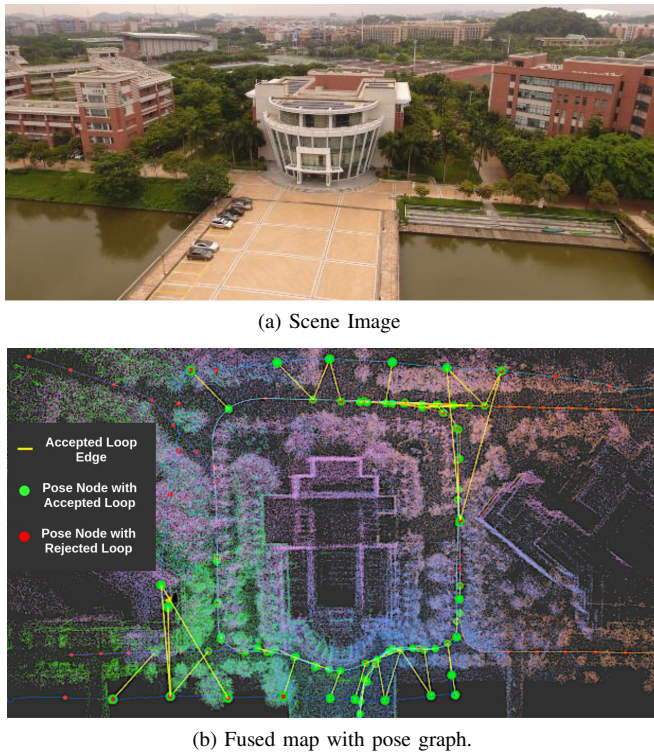 (a) Scene Image
Accepted Loop
Edge
Pose Node with
Accepted Loop
Pose Node with
Rejected Loop
(b) Fused map with pose graph.